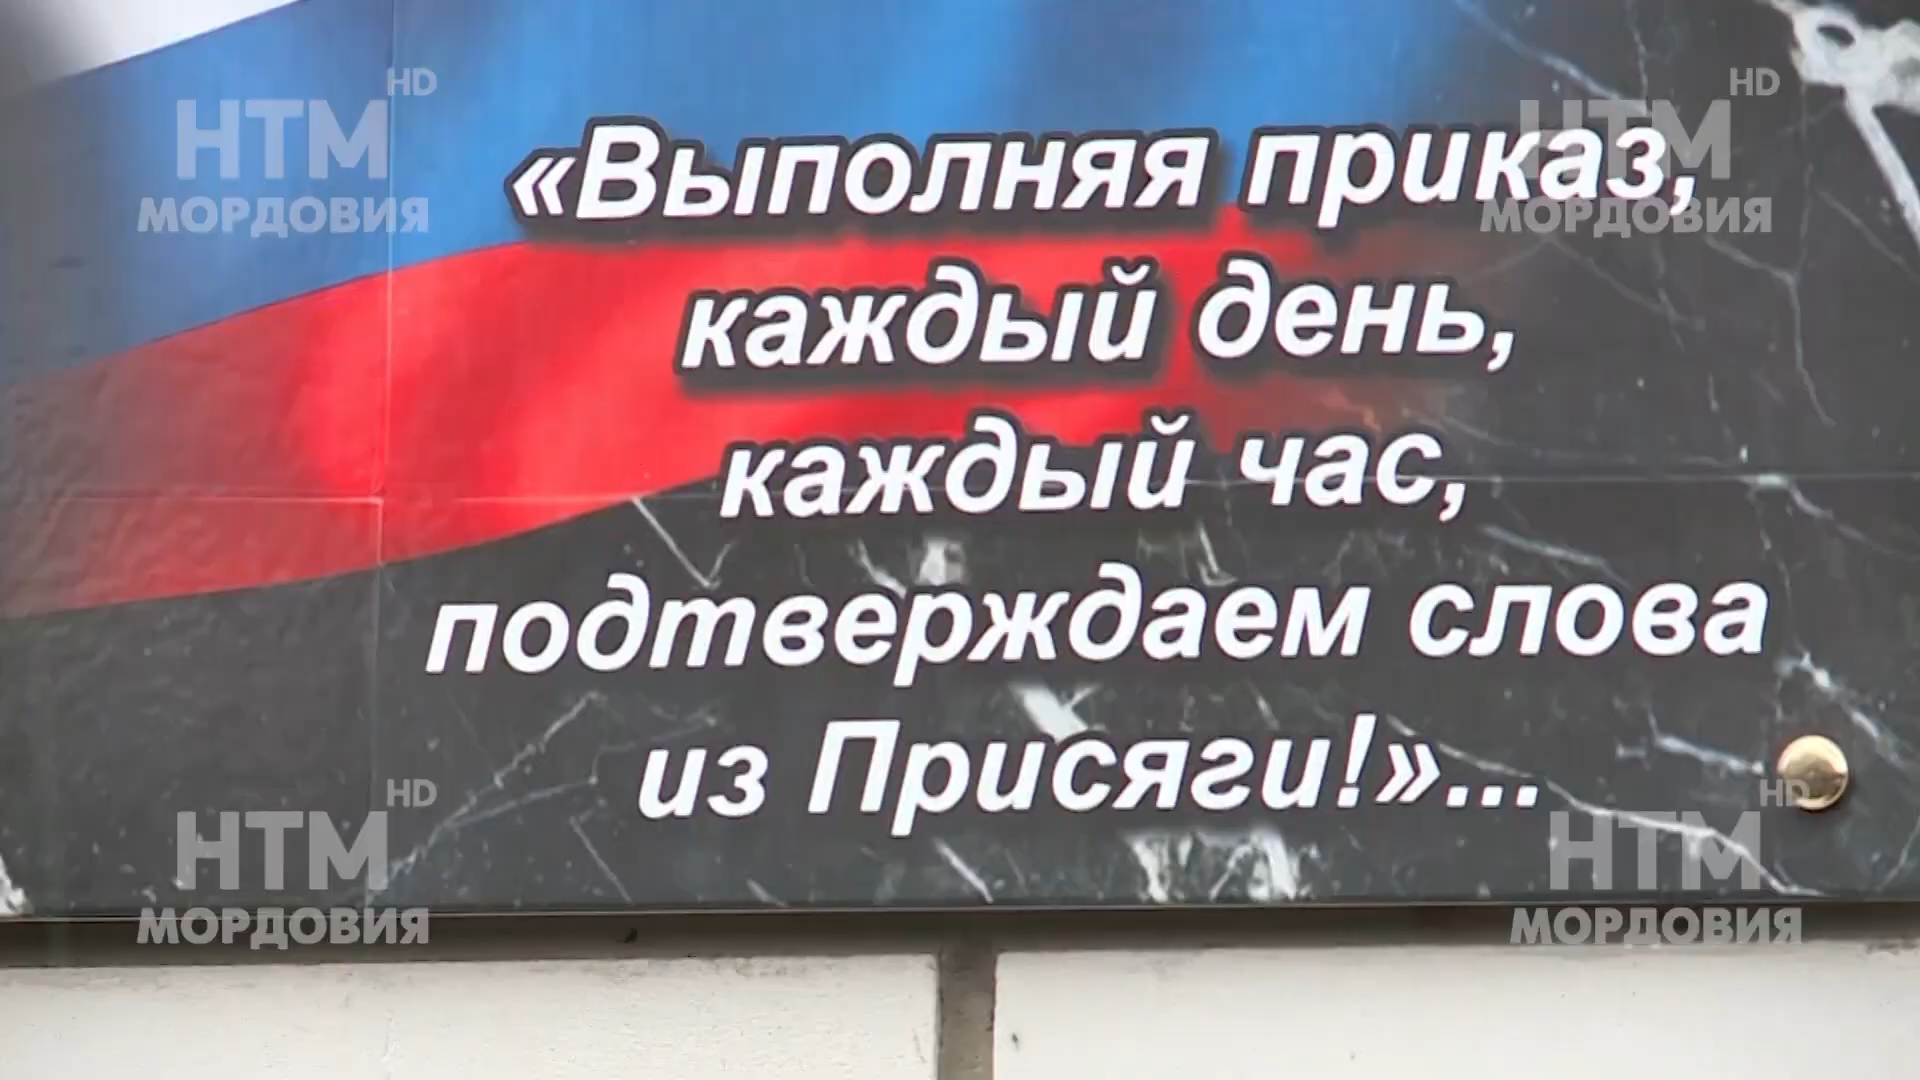 HD
НТМ
МОРДОВИЯ
HD
НТМ
МОРДОВИЯ
«Выполняя приказ,
каждый день,
каждый час,
подтверждаем слова
из Присяги!»...
HD
НТМ
МОРДОВИЯ
HD
НТМ
МОРДОВИЯ